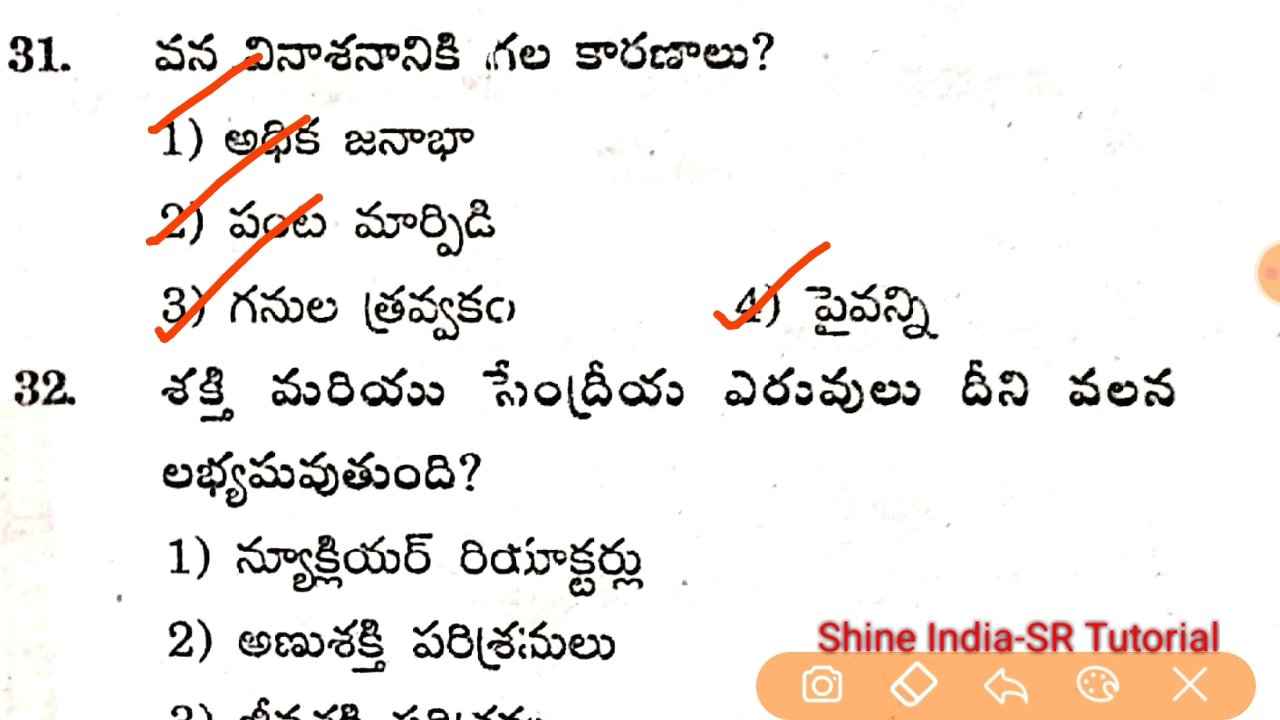 31. వన వినాశనానికి గల కారణాలు?
1) అధిక జనాభా
2) పంట మార్పిడి
3) గనుల త్రవ్వకం 4) పైవన్ని
32. శక్తి మరియు సేంద్రీయ ఎరువులు దీని వలన
లభ్యమవుతుంది?
1) న్యూక్లియర్ రియాక్టర్లు
2) అణుశక్తి పరిశ్రమలు
Shine India-SR Tutorial